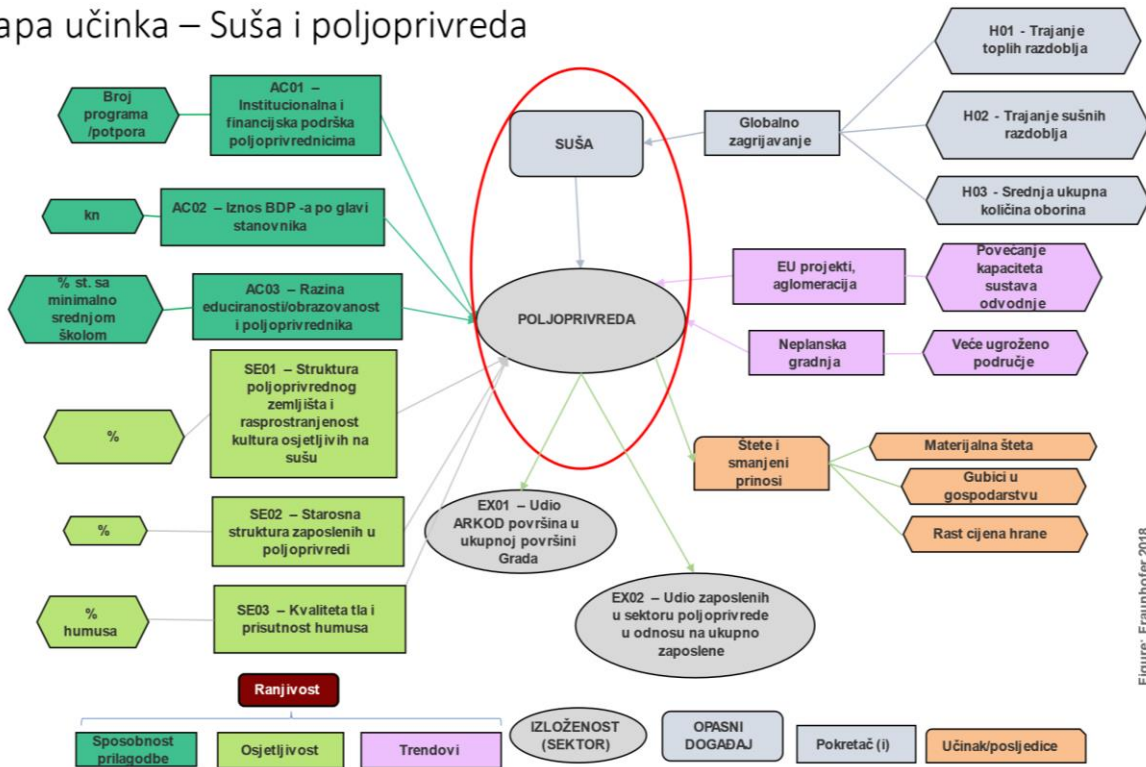 apa učinka – Suša i poljoprivreda
Broj
programa
/potpora
AC01 –
Institucionalna i
financijska podrška
poljoprivrednicima
kn
AC02 – Iznos BDP -a po glavi
stanovnika
% st. sa
minimalno
srednjom
školom
AC03 – Razina
educiranosti/obrazovanost
i poljoprivrednika
%
SE01 – Struktura
poljoprivrednog
zemljišta i
rasprostranjenost
kultura osjetljivih na
sušu
%
SE02 – Starosna
struktura zaposlenih u
poljoprivredi
%
humusa
SE03 – Kvaliteta tla i
prisutnost humusa
SUŠA
POLJOPRIVREDA
EX01 – Udio
ARKOD površina u
ukupnoj površini
Grada
EX02 – Udio zaposlenih
u sektoru poljoprivrede
u odnosu na ukupno
zaposlene
Globalno
zagrijavanje
H01 - Trajanje
toplih razdoblja
H02 - Trajanje sušnih
razdoblja
H03 - Srednja ukupna
količina oborina
EU projekti,
aglomeracija
Povećanje
kapaciteta
sustava
odvodnje
Neplanska
gradnja
Veće ugroženo
područje
Štete i
smanjeni
prinosi
Materijalna šteta
Gubici u
gospodarstvu
Rast cijena hrane
Figure: Fraunhofer 2018
Ranjivost
Sposobnost
prilagodbe
Osjetljivost
Trendovi
IZLOŽENOST
(SEKTOR)
OPASNI
DOGAĐAJ
Pokretač (i)
Učinak/posljedice